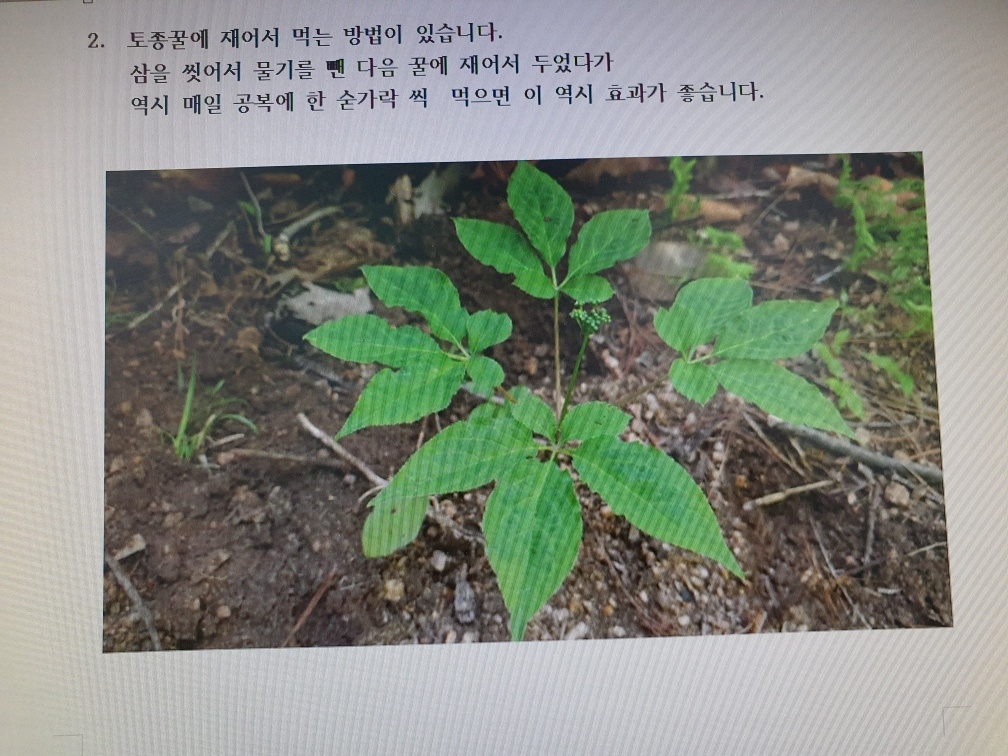 2. 토종꿀에 재어서 먹는 방법이 있습니다.
삼을 씻어서 물기를 뺀 다음 꿀에 재어서 두었다가
역시 매일 공복에 한 숟가락 씩 먹으면 이 역시 효과가 좋습니다.